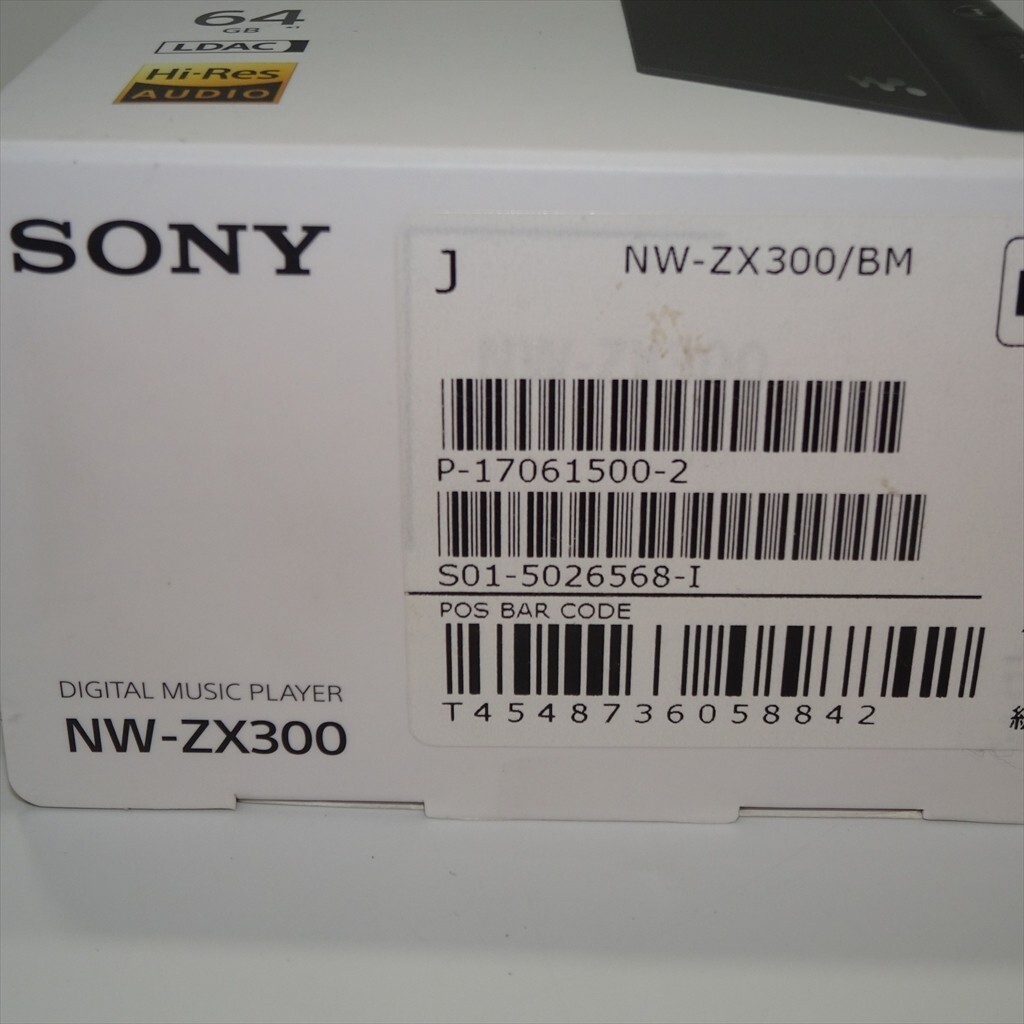 64
GB
LDAC
Hi-Res
AUDIO
SONY
J NW-ZX300/BM
P-17061500-2
S01-5026568-I
POS BAR CODE
T4548736058842
DIGITAL MUSIC PLAYER
NW-ZX300